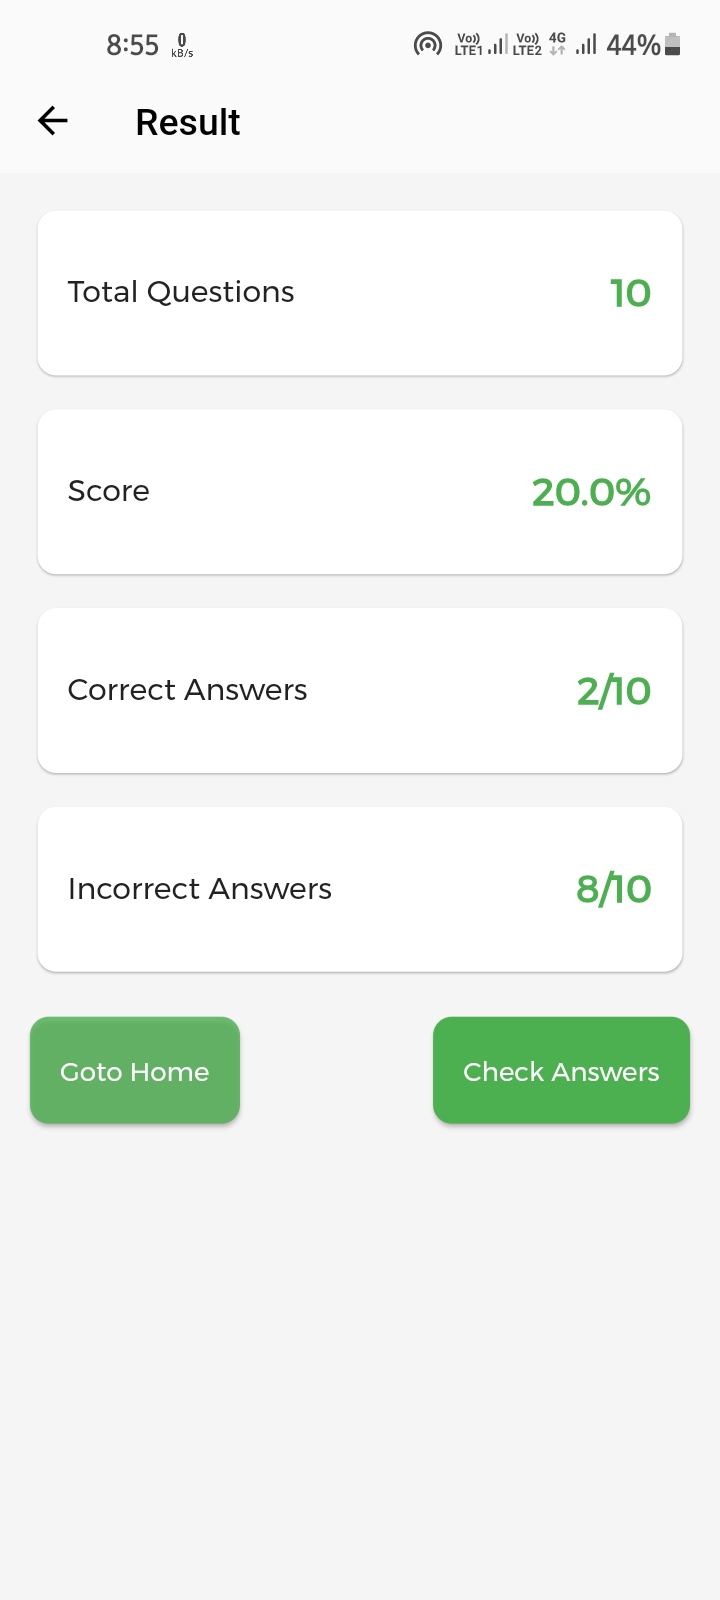 8:55 0 kB/s Vo)) LTE1 Vo)) LTE2 4G 44%
Result
Total Questions 10
Score 20.0%
Correct Answers 2/10
Incorrect Answers 8/10
Goto Home Check Answers